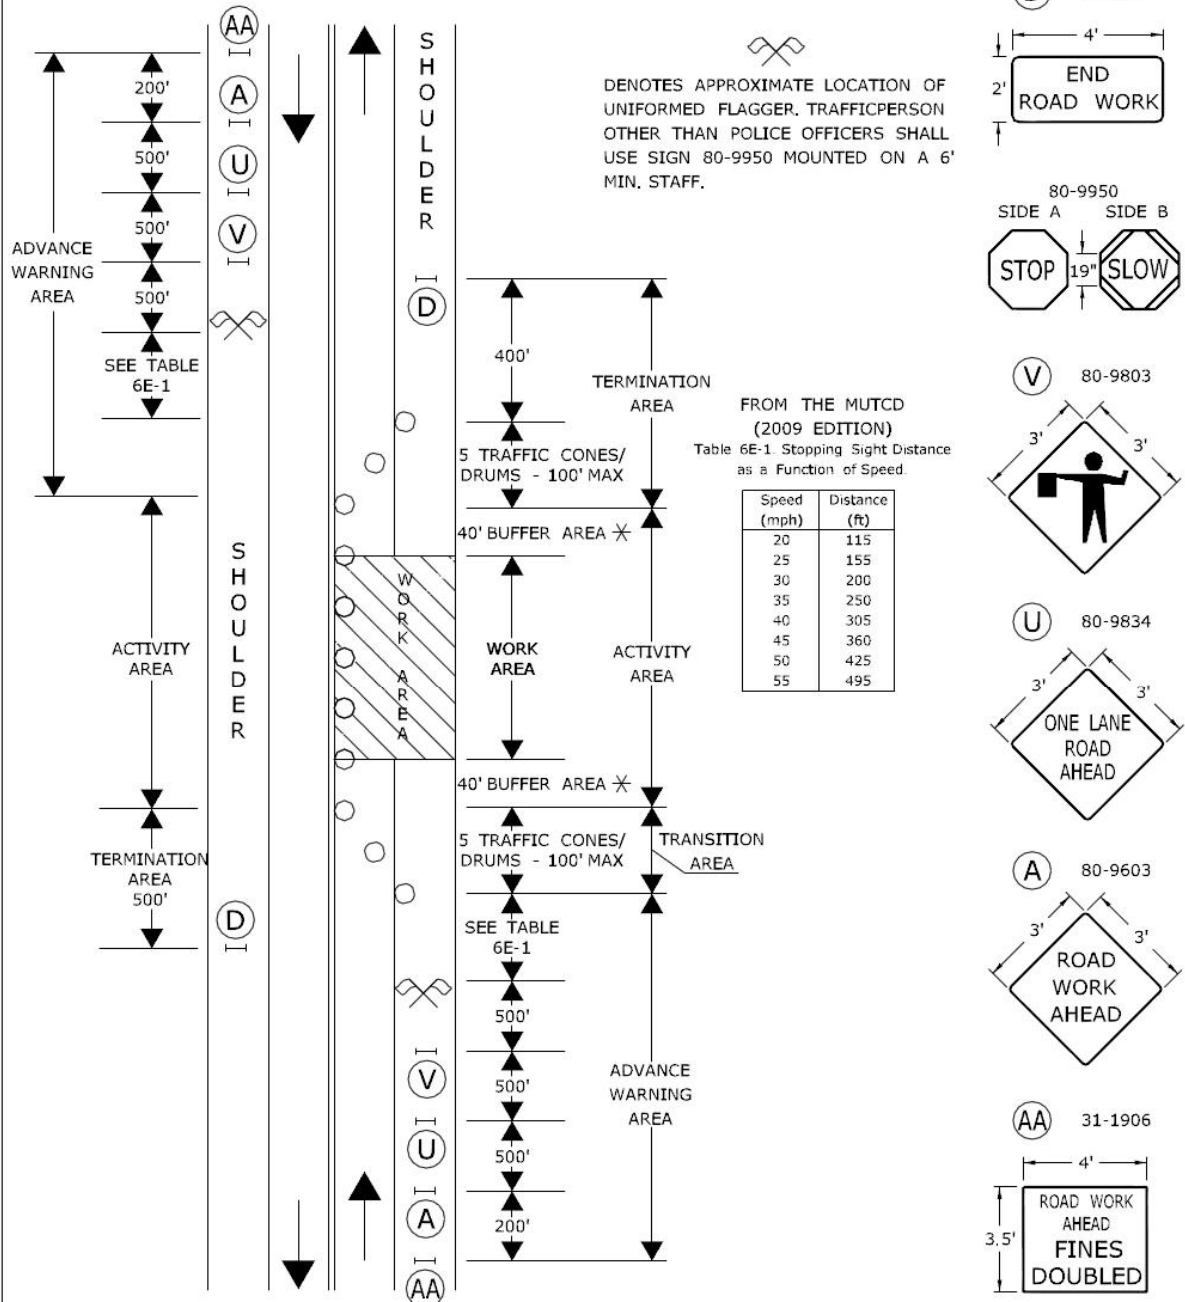 AA
200'
A
500'
U
500'
V
500'
ADVANCE
WARNING
AREA
SEE TABLE
6E-1
SHOULDER
ACTIVITY
AREA
TERMINATION
AREA
500'
D
SHOULDER
D
400'
TERMINATION
AREA
5 TRAFFIC CONES/
DRUMS - 100' MAX
40' BUFFER AREA *
WORK AREA
WORK
AREA
ACTIVITY
AREA
40' BUFFER AREA *
5 TRAFFIC CONES/
DRUMS - 100' MAX
TRANSITION
AREA
SEE TABLE
6E-1
500'
V
500'
U
500'
A
200'
AA
ADVANCE
WARNING
AREA
DENOTES APPROXIMATE LOCATION OF
UNIFORMED FLAGGER. TRAFFICPERSON
OTHER THAN POLICE OFFICERS SHALL
USE SIGN 80-9950 MOUNTED ON A 6'
MIN. STAFF.
FROM THE MUTCD
(2009 EDITION)
Table 6E-1. Stopping Sight Distance
as a Function of Speed.
Speed Distance
(mph) (ft)
20 115
25 155
30 200
35 250
40 305
45 360
50 425
55 495
4'
2'
END
ROAD WORK
80-9950
SIDE A SIDE B
STOP 19" SLOW
V 80-9803
3' 3'
U 80-9834
3' 3'
ONE LANE
ROAD
AHEAD
A 80-9603
3' 3'
ROAD
WORK
AHEAD
AA 31-1906
4'
3.5'
ROAD WORK
AHEAD
FINES
DOUBLED